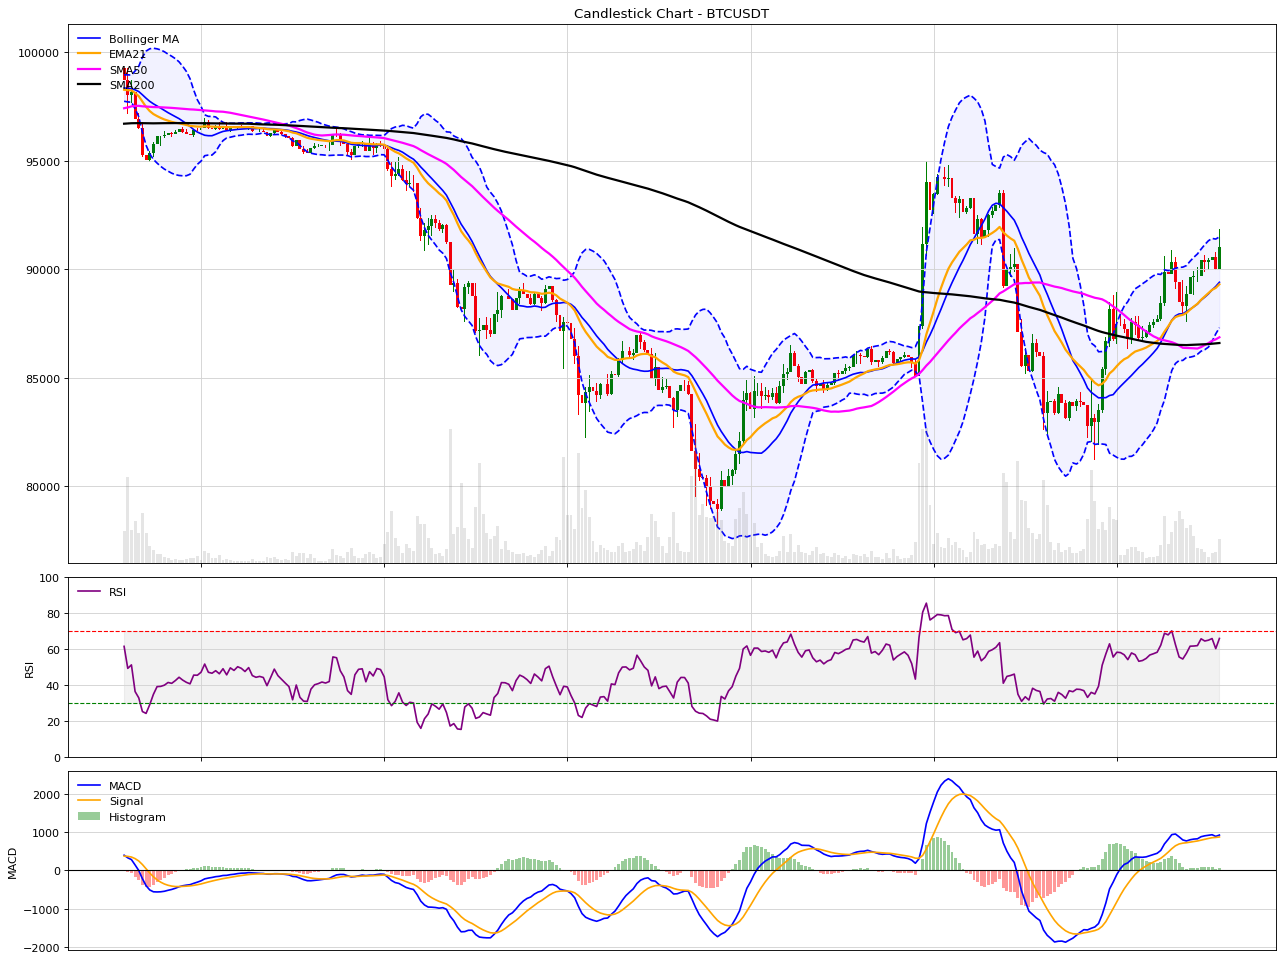 Candlestick Chart - BTCUSDT
Bollinger MA
EMA21
SMA50
SMA200
100000
95000
90000
85000
80000
RSI
100
80
60
40
20
0
RSI
MACD
Signal
Histogram
2000
1000
0
−1000
−2000
MACD